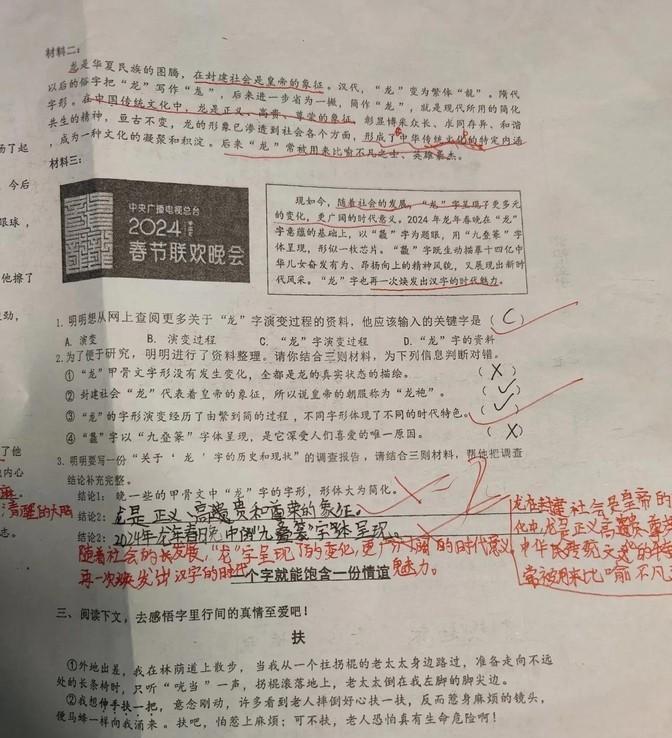 材料二：
龙是华夏民族的图腾，在封建社会是皇帝的象征。汉代，“龙”变为繁体“龍”。隋代
以后的俗字把“龙”写作“ ”，后来进一步省为一撇，简作“龙”，就是现代所用的简化
字形。在中国传统文化中，龙是正义、高贵、尊荣的象征，彰显博采众长、求同存异、和谐
共生的精神，亘古不变，龙的形象已渗透到社会各个方面，形成了中华传统文化的特定内涵
，成为一种文化的凝聚和积淀。后来“龙”常被用来比喻不凡之士、英雄豪杰。
材料三：
中央广播电视总台
2024
春节联欢晚会
现如今，随着社会的发展，“龙”字呈现了更多元
的变化，更广阔的时代意义。2024年龙年春晚在“龙”
字意蕴的基础上，以“龘”字为题眼，用“九叠篆”字
体呈现，形似一枚芯片。“龘”字既生动描摹十四亿中
华儿女奋发有为、昂扬向上的精神风貌，又展现出新时
代风采。“龙”字也再一次焕发出汉字的时代魅力。
1. 明明想从网上查阅更多关于“龙”字演变过程的资料，他应该输入的关键字是（ C ）
A. 演变 B. 演变过程 C. “龙”字演变过程 D. “龙”字的资料
2. 为了便于研究，明明进行了资料整理。请你结合三则材料，为下列信息判断对错。
①“龙”甲骨文字形没有发生变化，全都是龙的真实状态的描绘。（ × ）
② 封建社会“龙”代表着皇帝的象征，所以说皇帝的朝服称为“龙袍”。（ ✓ ）
③“龙”的字形演变经历了由繁到简的过程，不同字形体现了不同的时代特色。（ ✓ ）
④“龘”字以“九叠篆”字体呈现，是它深受人们喜爱的唯一原因。（ × ）
3. 明明要写一份“关于‘龙’字的历史和现状”的调查报告，请结合三则材料，帮他把调查
结论补充完整。
结论1：晚一些的甲骨文中“龙”字的字形，形体大为简化。
结论2：龙是正义、高贵和尊荣的象征。
结论2：2024年龙年春晚中例“九叠篆”字体呈现
随着社会的发展，“龙”字呈现了的变化，更广阔的时代意义
再一次焕发出汉字的时代魅力。
一个字就能饱含一份情谊
龙在封建社会是皇帝的
化中，龙是正义高贵尊
中华传统文
常被用来比喻不凡
三、阅读下文，去感悟字里行间的真情至爱吧！
扶
①外地出差，我在林荫道上散步，当我从一个拄拐棍的老太太身边路过，准备走向不远
处的长条椅时，只听“咣当”一声，拐棍滚落地上，老太太倒在我左脚的脚尖边。
②我想伸手扶一把，意念刚动，许多看到老人摔倒好心扶一扶，反而惹身麻烦的镜头，
便马蜂一样向我涌来。扶吧，怕惹上麻烦；可不扶，老人恐怕真有生命危险啊！